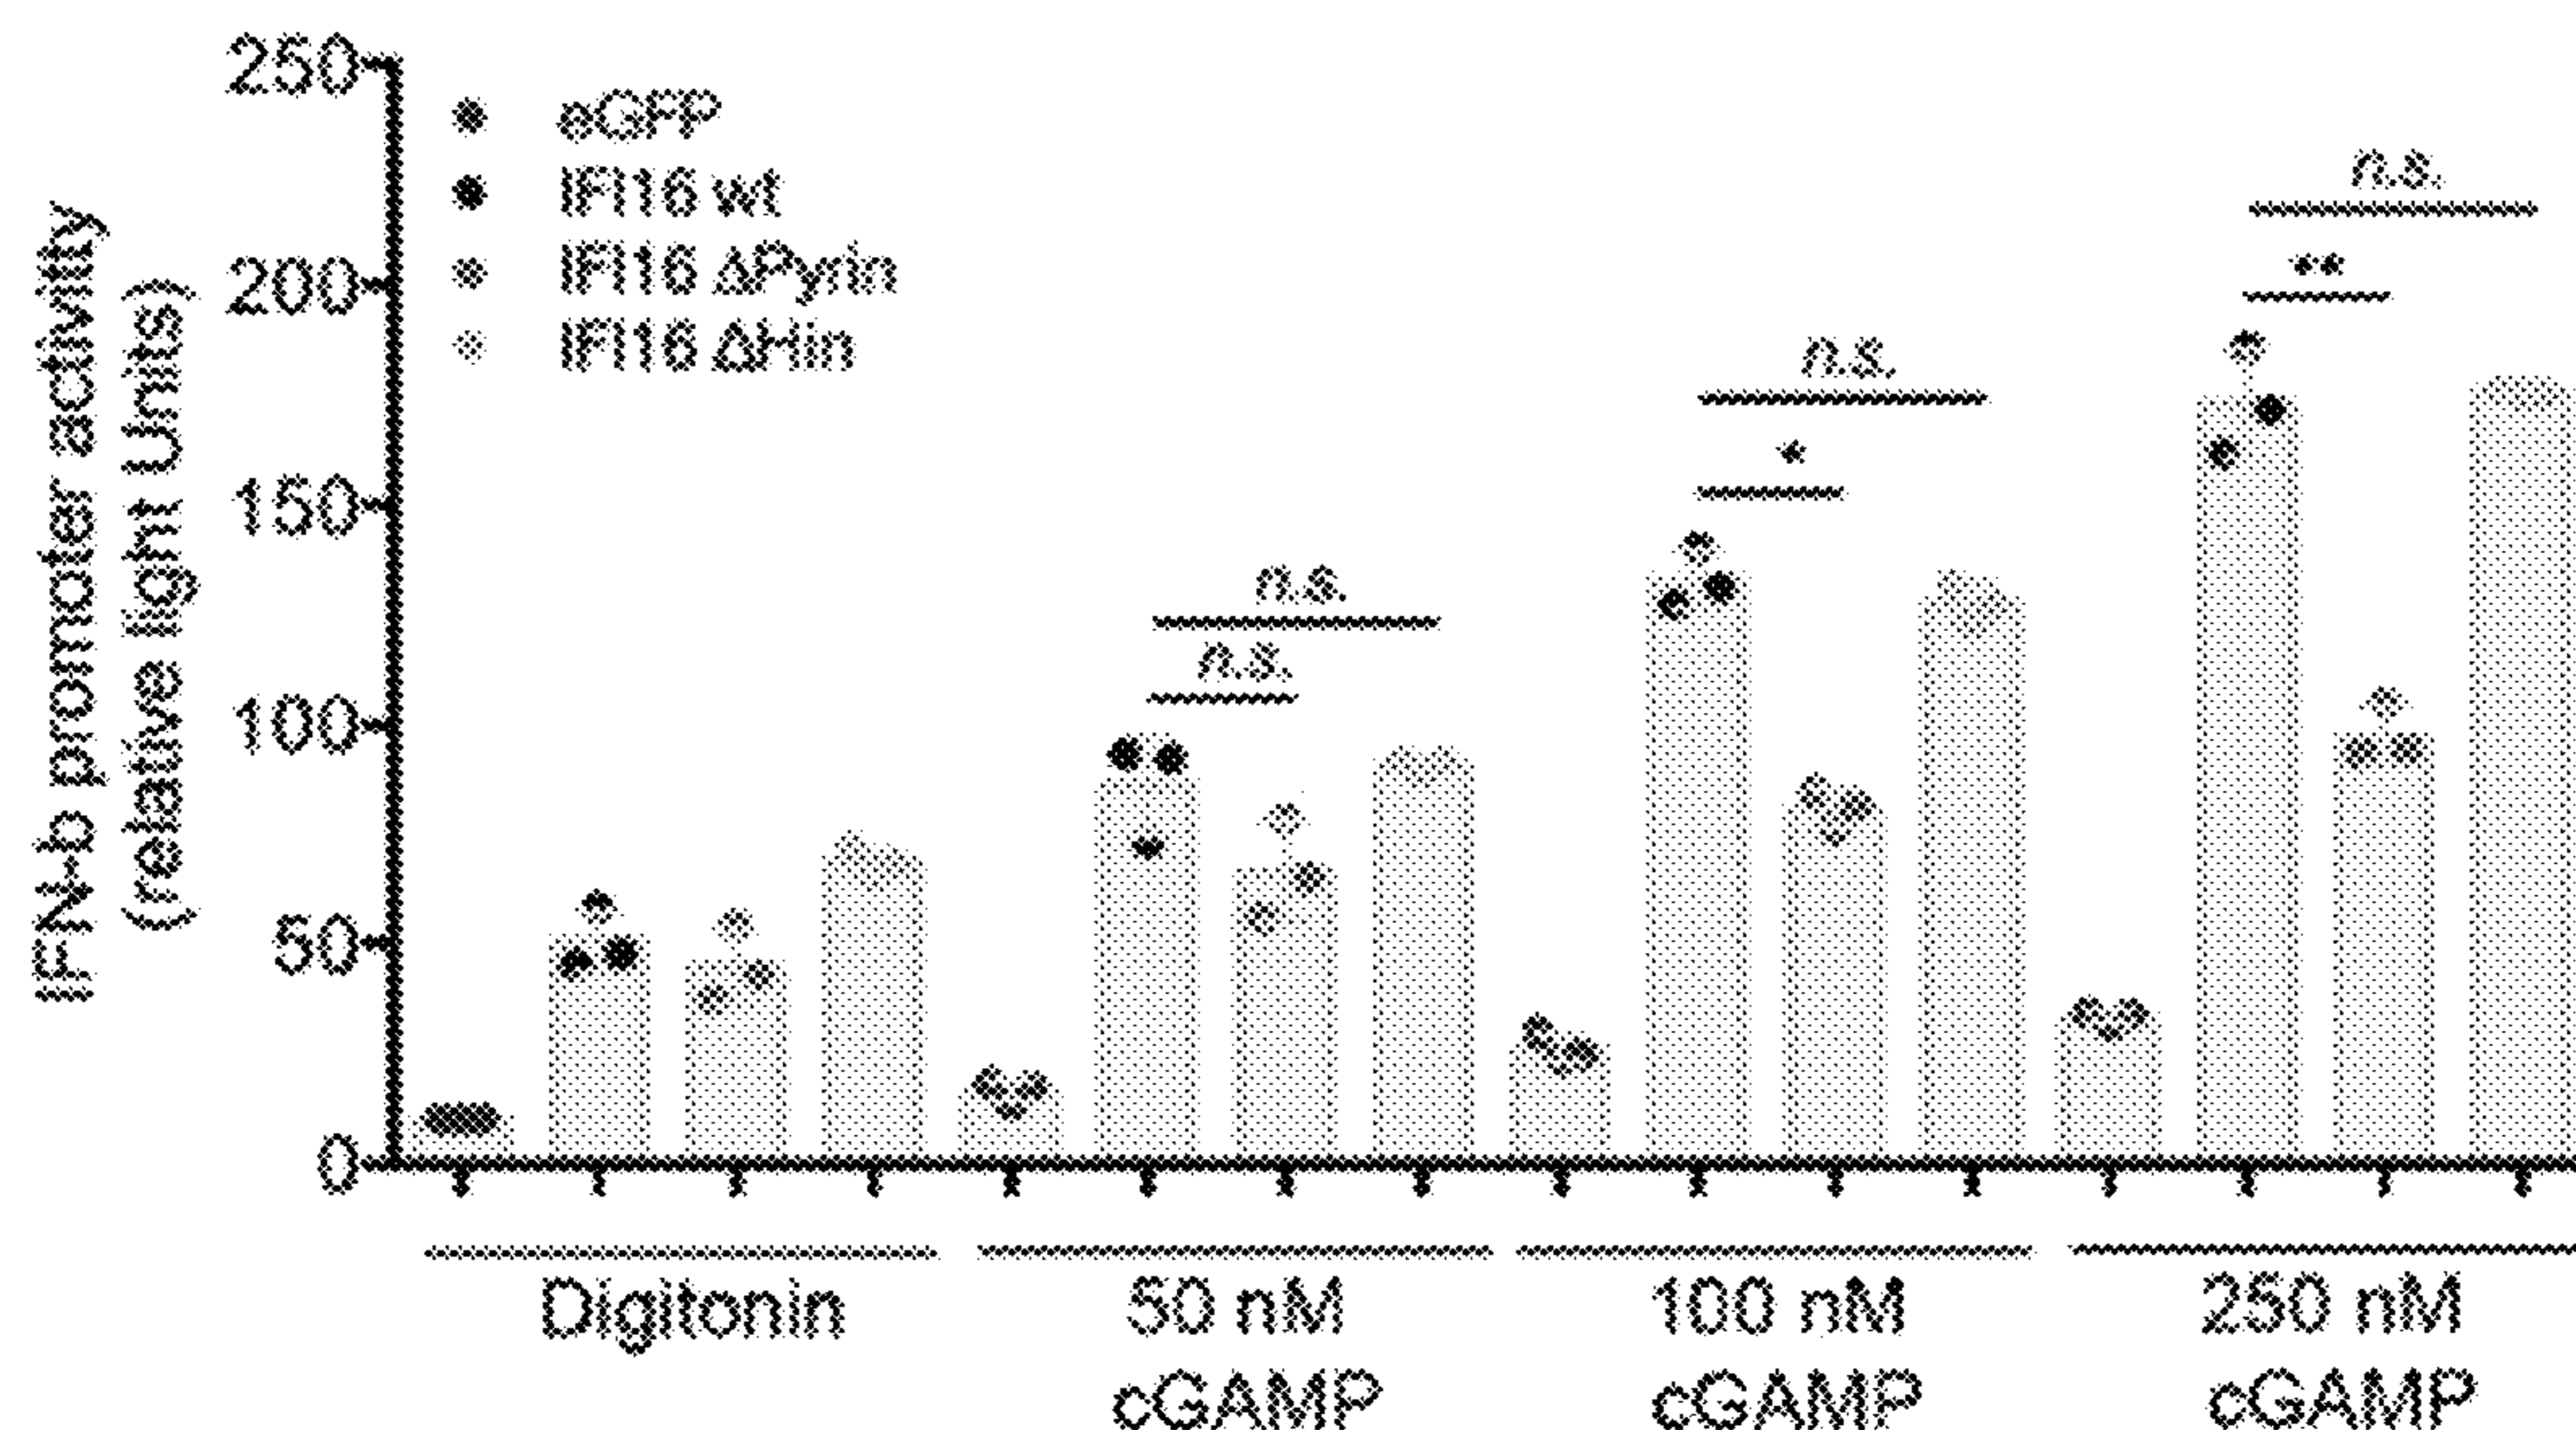 IFN-b promoter activity
(relative light Units)
250
200
150
100
50
0
eGFP
IFI16 wt
IFI16 ΔPyrin
IFI16 ΔHin
n.s.
n.s.
n.s.
*
n.s.
**
Digitonin
50 nM
cGAMP
100 nM
cGAMP
250 nM
cGAMP